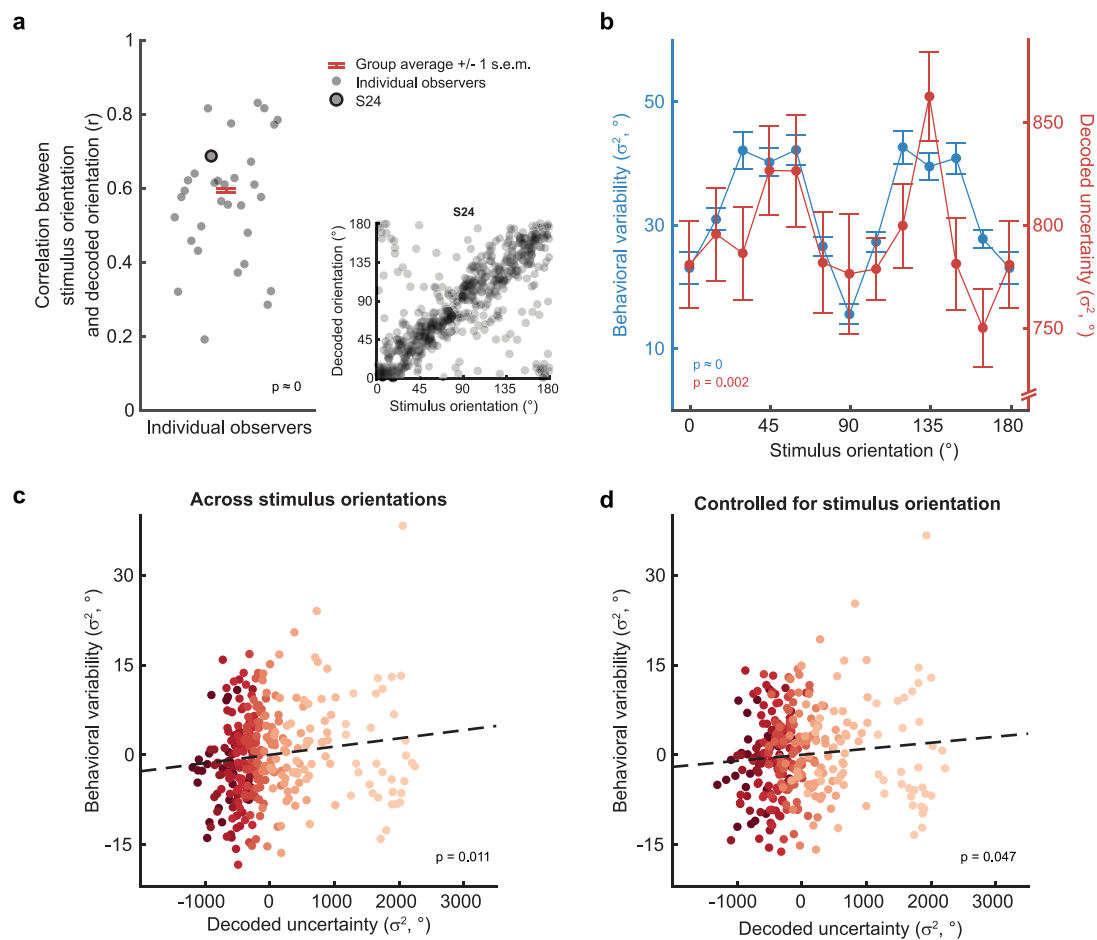 a
1
0.8
0.6
0.4
0.2
0
Correlation between
stimulus orientation
and decoded orientation (r)
Individual observers
p ≈ 0
Group average +/- 1 s.e.m.
Individual observers
S24
S24
180
135
90
45
0
Decoded orientation (°)
0 45 90 135 180
Stimulus orientation (°)
b
50
30
10
Behavioral variability (σ², °)
850
800
750
Decoded uncertainty (σ², °)
p ≈ 0
p = 0.002
0 45 90 135 180
Stimulus orientation (°)
c
Across stimulus orientations
30
15
0
-15
Behavioral variability (σ², °)
p = 0.011
-1000 0 1000 2000 3000
Decoded uncertainty (σ², °)
d
Controlled for stimulus orientation
30
15
0
-15
Behavioral variability (σ², °)
p = 0.047
-1000 0 1000 2000 3000
Decoded uncertainty (σ², °)